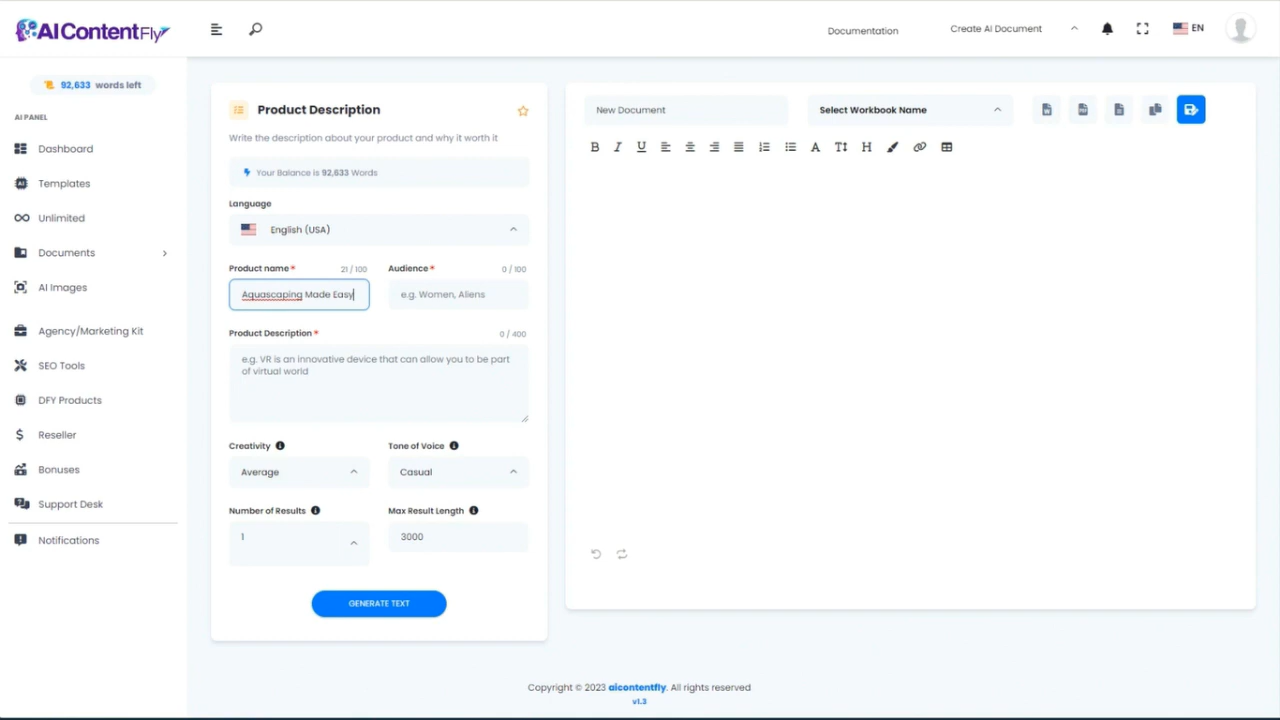 AI ContentFly
Documentation
Create AI Document
EN
92,633 words left
AI PANEL
Dashboard
Templates
Unlimited
Documents
AI Images
Agency/Marketing Kit
SEO Tools
DFY Products
Reseller
Bonuses
Support Desk
Notifications
Product Description
Write the description about your product and why it worth it
Your Balance is 92,633 Words
Language
English (USA)
Product name * 21 / 100
Audience * 0 / 100
Aquascaping Made Easy
e.g. Women, Aliens
Product Description * 0 / 400
e.g. VR is an innovative device that can allow you to be part
of virtual world
Creativity
Tone of Voice
Average
Casual
Number of Results
Max Result Length
1
3000
GENERATE TEXT
New Document
Select Workbook Name
B I U A T H
Copyright © 2023 aicontentfly. All rights reserved
v1.3